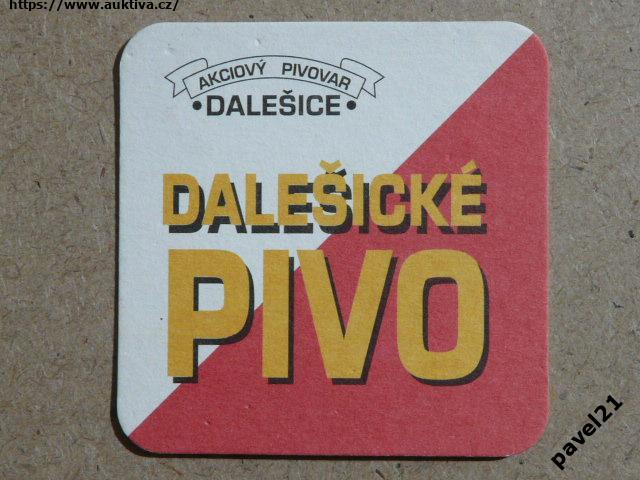 https://www.auktiva.cz/
AKCIOVÝ PIVOVAR
•DALEŠICE•
DALEŠICKÉ
PIVO
pavel21